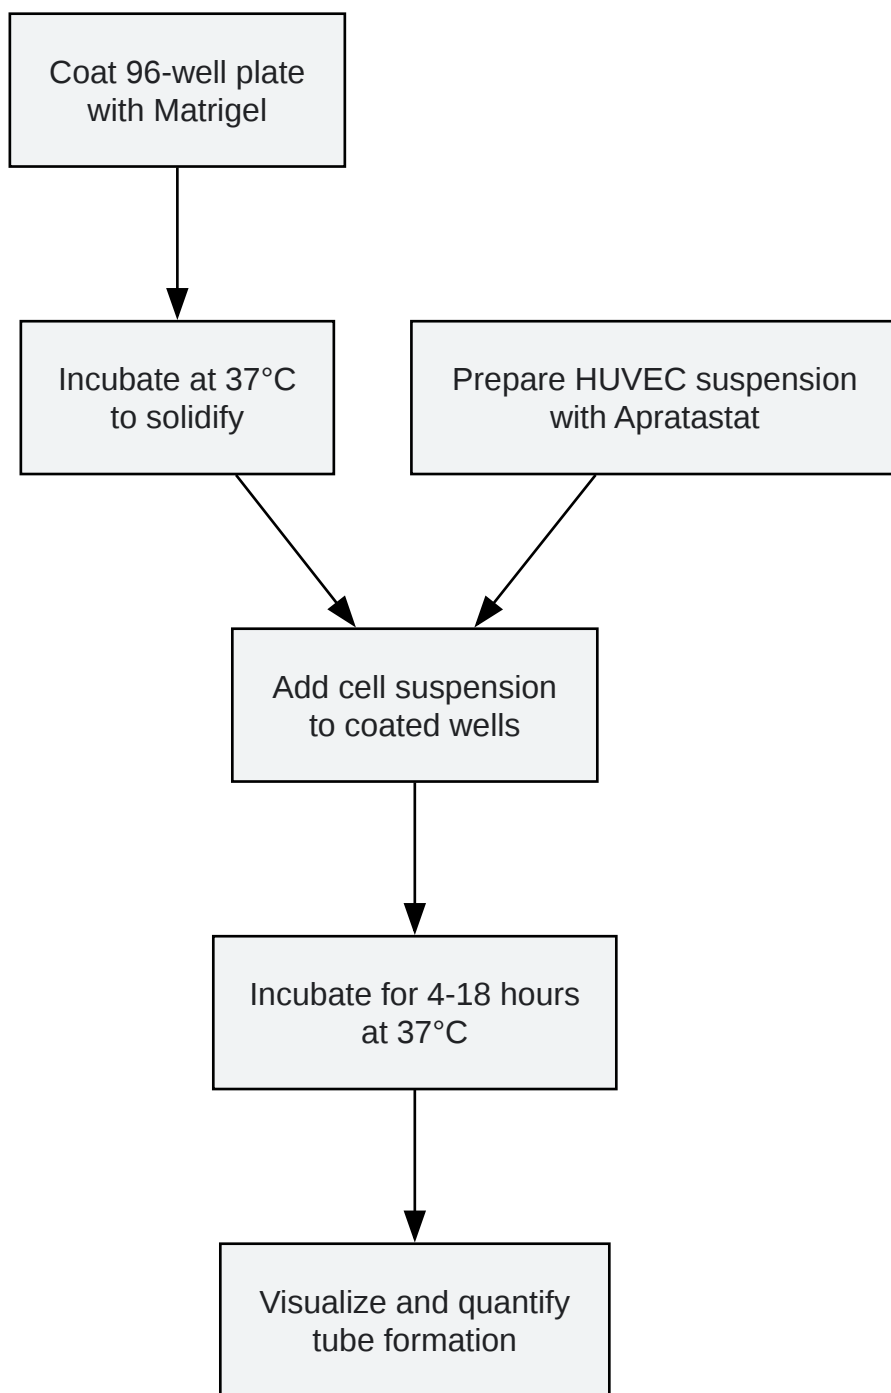 Coat 96-well plate
with Matrigel
Incubate at 37°C
to solidify
Prepare HUVEC suspension
with Apratastat
Add cell suspension
to coated wells
Incubate for 4-18 hours
at 37°C
Visualize and quantify
tube formation